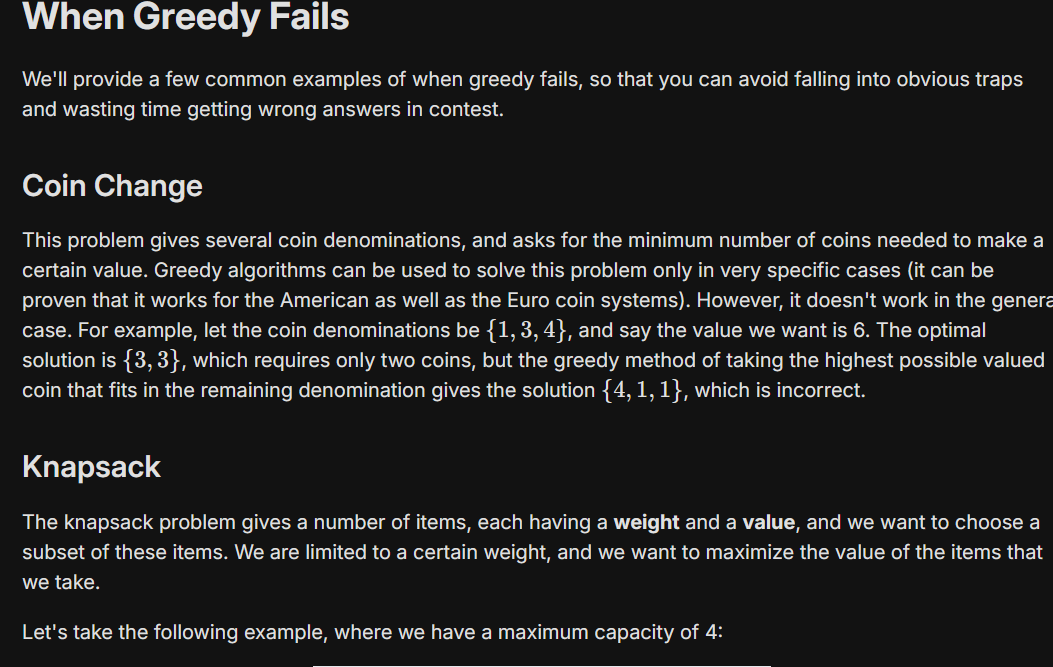 When Greedy Fails
We'll provide a few common examples of when greedy fails, so that you can avoid falling into obvious traps
and wasting time getting wrong answers in contest.
Coin Change
This problem gives several coin denominations, and asks for the minimum number of coins needed to make a
certain value. Greedy algorithms can be used to solve this problem only in very specific cases (it can be
proven that it works for the American as well as the Euro coin systems). However, it doesn't work in the genera
case. For example, let the coin denominations be {1, 3, 4}, and say the value we want is 6. The optimal
solution is {3, 3}, which requires only two coins, but the greedy method of taking the highest possible valued
coin that fits in the remaining denomination gives the solution {4, 1, 1}, which is incorrect.
Knapsack
The knapsack problem gives a number of items, each having a weight and a value, and we want to choose a
subset of these items. We are limited to a certain weight, and we want to maximize the value of the items that
we take.
Let's take the following example, where we have a maximum capacity of 4: